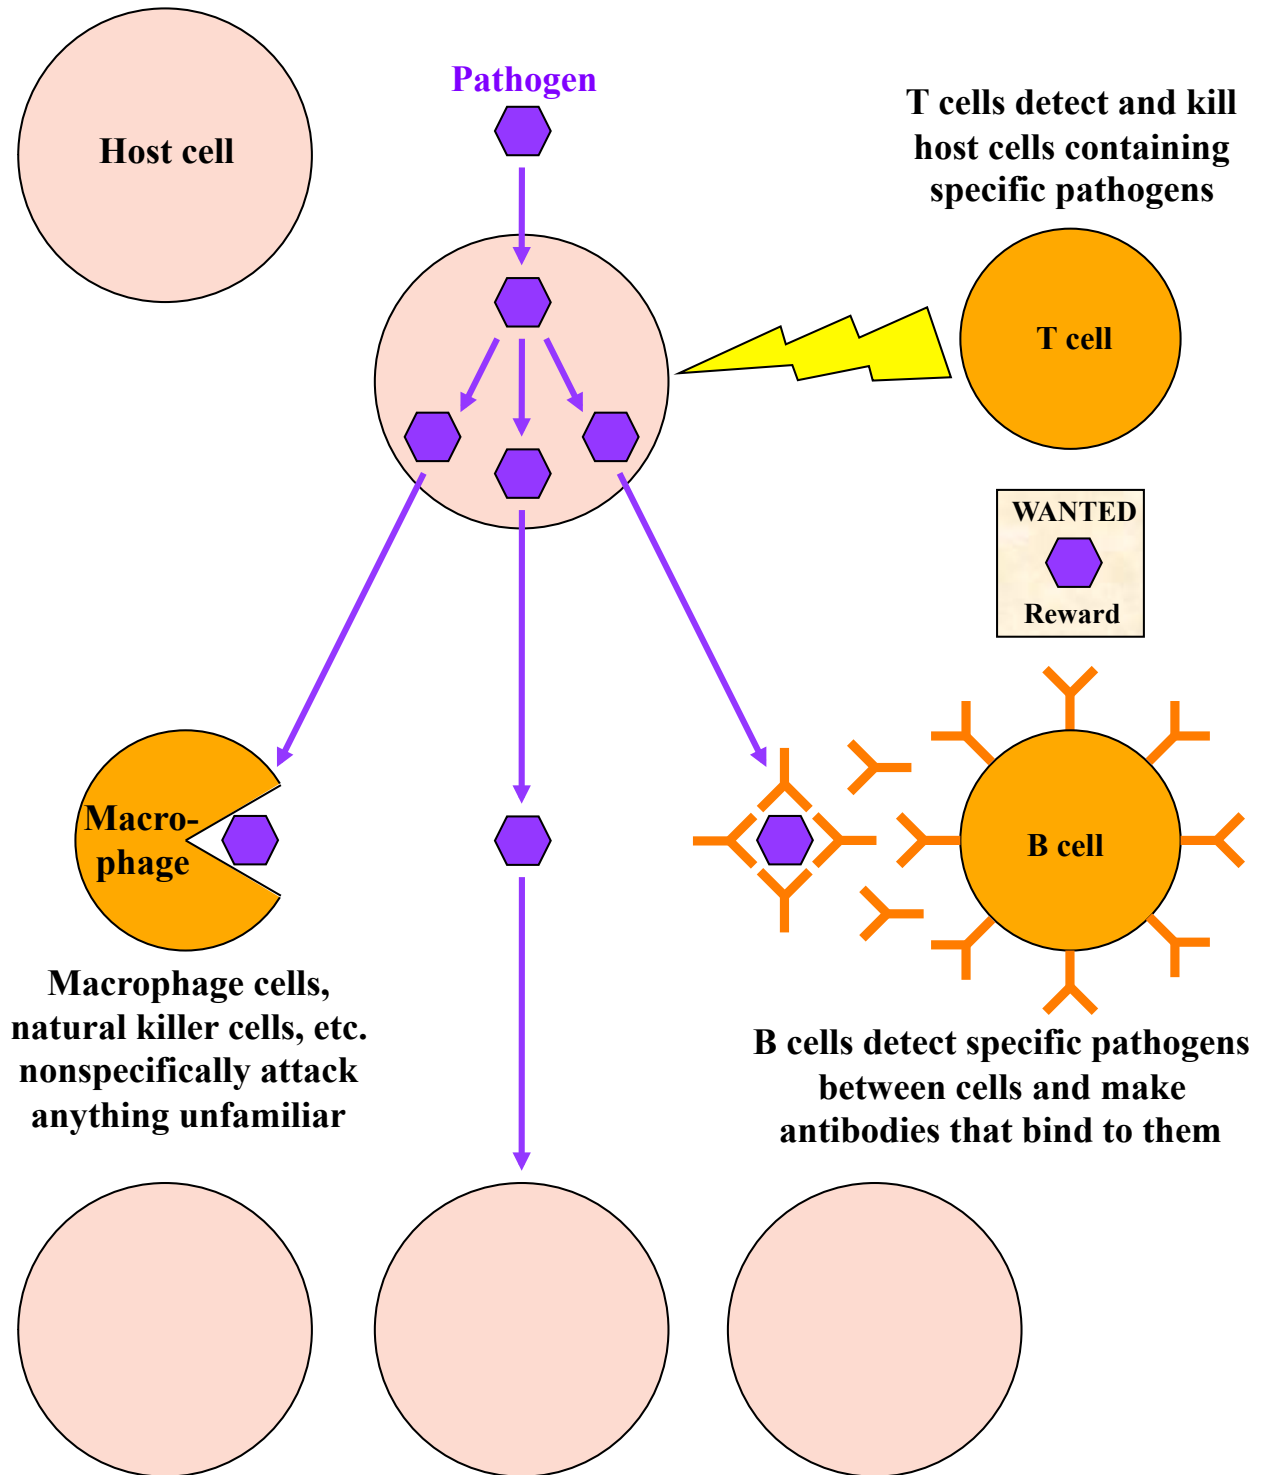 Host cell
Pathogen
T cells detect and kill
host cells containing
specific pathogens
T cell
WANTED
Reward
Macro-
phage
B cell
Macrophage cells,
natural killer cells, etc.
nonspecifically attack
anything unfamiliar
B cells detect specific pathogens
between cells and make
antibodies that bind to them